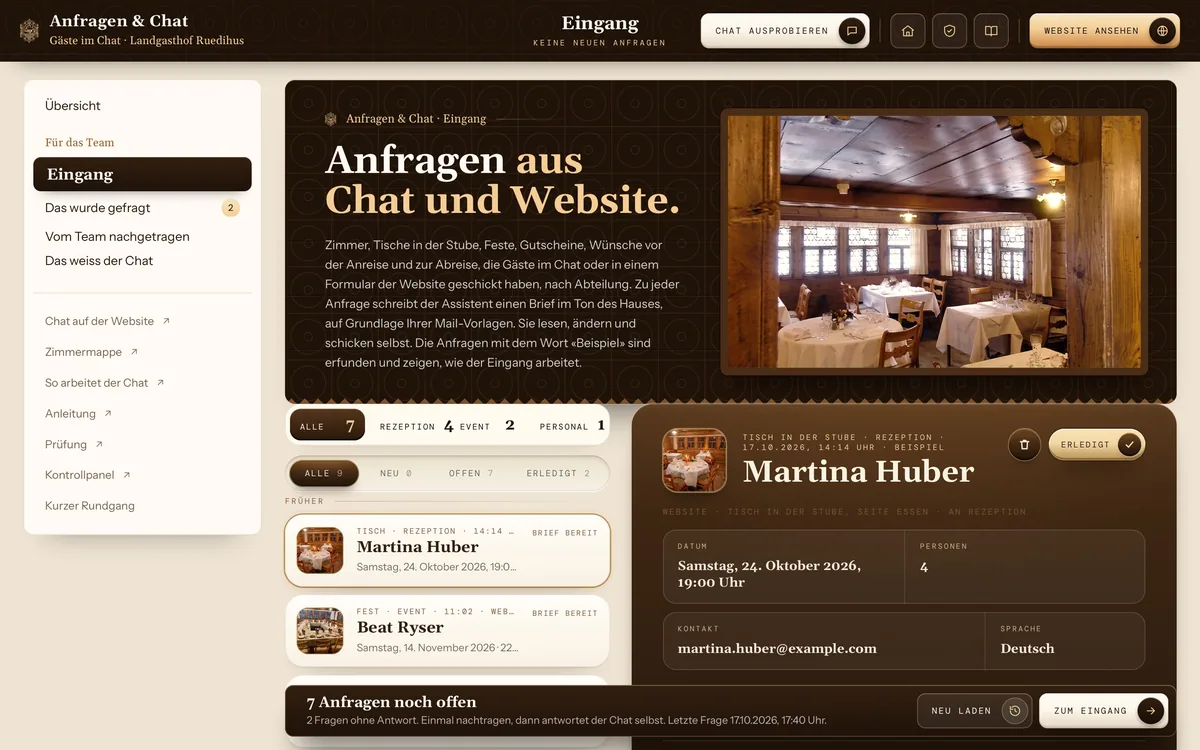 Anfragen & Chat
Gäste im Chat · Landgasthof Ruedihus
Eingang
KEINE NEUEN ANFRAGEN
CHAT AUSPROBIEREN
WEBSITE ANSEHEN
Übersicht
Für das Team
Eingang
Das wurde gefragt 2
Vom Team nachgetragen
Das weiss der Chat
Chat auf der Website ↗
Zimmermappe ↗
So arbeitet der Chat ↗
Anleitung ↗
Prüfung ↗
Kontrollpanel ↗
Kurzer Rundgang
Anfragen & Chat · Eingang
Anfragen aus
Chat und Website.
Zimmer, Tische in der Stube, Feste, Gutscheine, Wünsche vor
der Anreise und zur Abreise, die Gäste im Chat oder in einem
Formular der Website geschickt haben, nach Abteilung. Zu jeder
Anfrage schreibt der Assistent einen Brief im Ton des Hauses,
auf Grundlage Ihrer Mail-Vorlagen. Sie lesen, ändern und
schicken selbst. Die Anfragen mit dem Wort «Beispiel» sind
erfunden und zeigen, wie der Eingang arbeitet.
ALLE 7 REZEPTION 4 EVENT 2 PERSONAL 1
ALLE 9 NEU 0 OFFEN 7 ERLEDIGT 2
FRÜHER
TISCH · REZEPTION · 14:14 … BRIEF BEREIT
Martina Huber
Samstag, 24. Oktober 2026, 19:0…
FEST · EVENT · 11:02 · WEB… BRIEF BEREIT
Beat Ryser
Samstag, 14. November 2026 · 22…
TISCH IN DER STUBE · REZEPTION ·
17.10.2026, 14:14 UHR · BEISPIEL
Martina Huber
ERLEDIGT
WEBSITE · TISCH IN DER STUBE, SEITE ESSEN · AN REZEPTION
DATUM
Samstag, 24. Oktober 2026,
19:00 Uhr
PERSONEN
4
KONTAKT
martina.huber@example.com
SPRACHE
Deutsch
7 Anfragen noch offen
2 Fragen ohne Antwort. Einmal nachtragen, dann antwortet der Chat selbst. Letzte Frage 17.10.2026, 17:40 Uhr.
NEU LADEN
ZUM EINGANG